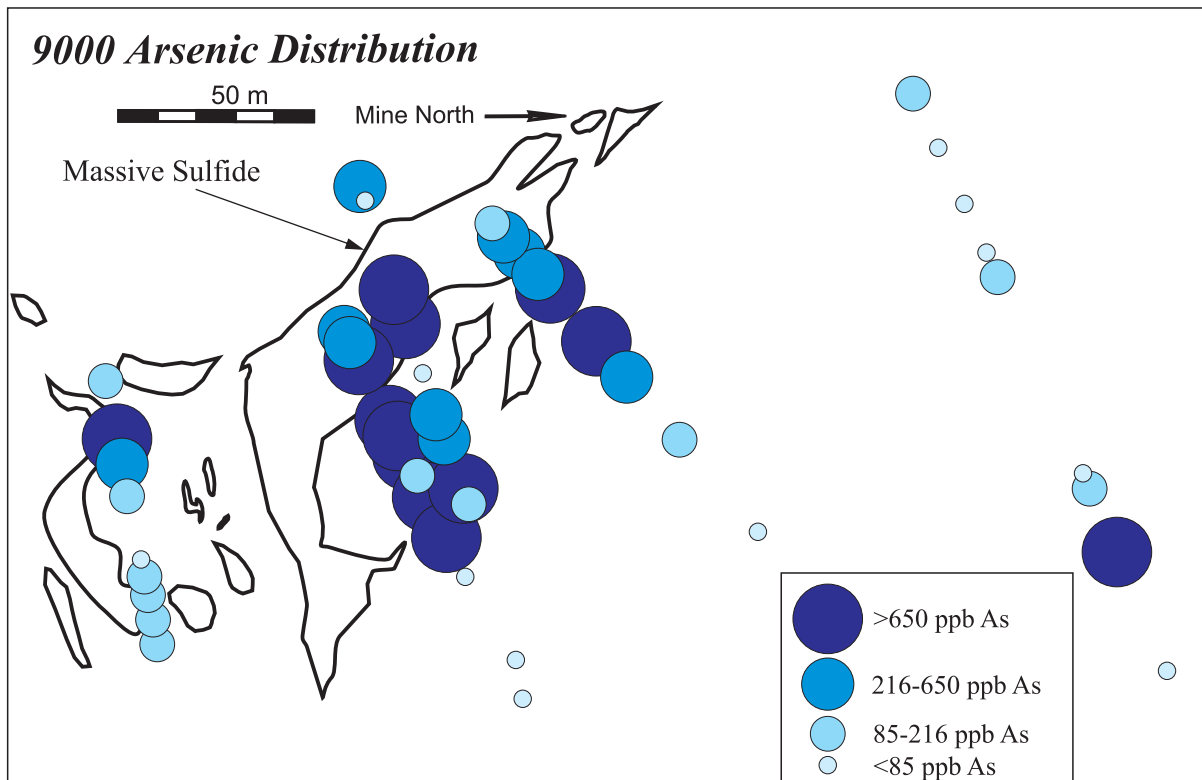 9000 Arsenic Distribution
50 m
Mine North
Massive Sulfide
>650 ppb As
216-650 ppb As
85-216 ppb As
<85 ppb As